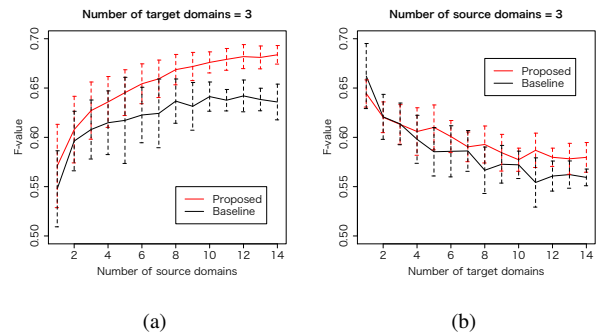 Number of target domains = 3
F-value
0.70
0.65
0.60
0.55
0.50
Proposed
Baseline
2 4 6 8 10 12 14
Number of source domains
(a)
Number of source domains = 3
F-value
0.70
0.65
0.60
0.55
0.50
Proposed
Baseline
2 4 6 8 10 12 14
Number of target domains
(b)